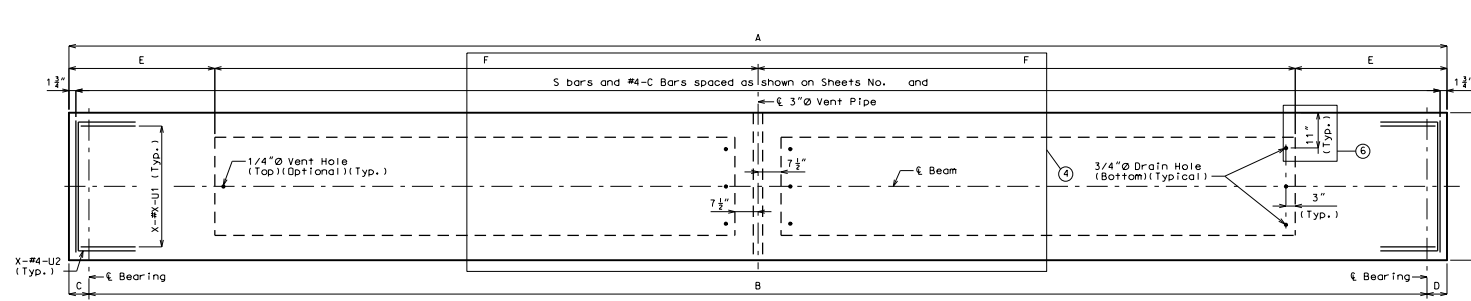 A
E F F E
1 3/4" S bars and #4-C Bars spaced as shown on Sheets No. and 1 3/4"
℄ 3"Ø Vent Pipe
1/4"Ø Vent Hole
(Top)(Optional)(Typ.)
X-#X-U1 (Typ.)
7 1/2"
7 1/2"
℄ Beam
4
3/4"Ø Drain Hole
(Bottom)(Typical)
11"
(Typ.)
6
3"
(Typ.)
X-#4-U2
(Typ.)
℄ Bearing
℄ Bearing
C B D